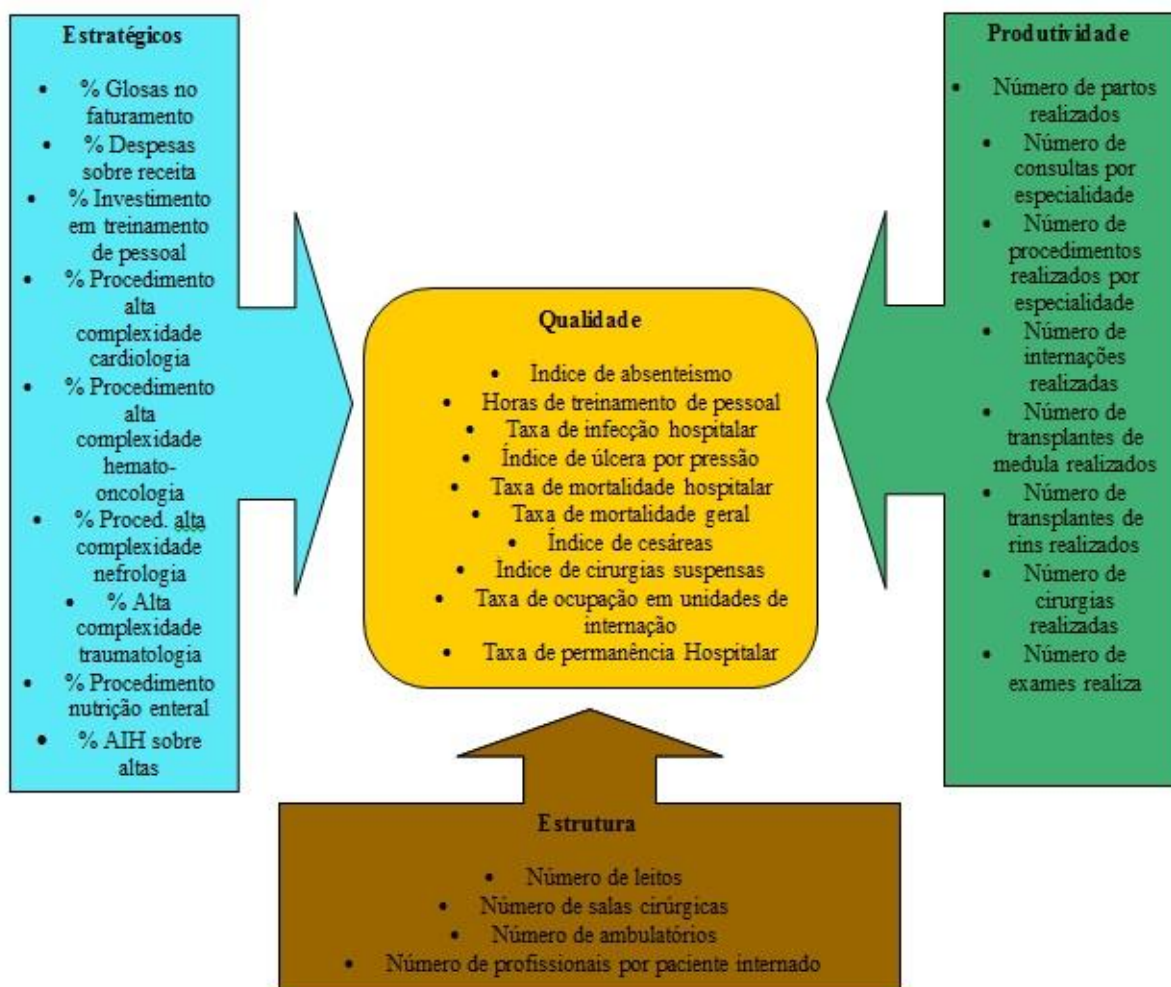 Estratégicos
• % Glosas no
faturamento
• % Despesas
sobre receita
• % Investimento
em treinamento
de pessoal
• % Procedimento
alta
complexidade
cardiologia
• % Procedimento
alta
complexidade
hemato-
oncologia
• % Proced. alta
complexidade
nefrologia
• % Alta
complexidade
traumatologia
• % Procedimento
nutrição enteral
• % AIH sobre
altas
Qualidade
• Índice de absenteísmo
• Horas de treinamento de pessoal
• Taxa de infecção hospitalar
• Índice de úlcera por pressão
• Taxa de mortalidade hospitalar
• Taxa de mortalidade geral
• Índice de cesáreas
• Ìndice de cirurgias suspensas
• Taxa de ocupação em unidades de
internação
• Taxa de permanência Hospitalar
Produtividade
• Número de partos
realizados
• Número de
consultas por
especialidade
• Número de
procedimentos
realizados por
especialidade
• Número de
internações
realizadas
• Número de
transplantes de
medula realizados
• Número de
transplantes de
rins realizados
• Número de
cirurgias
realizadas
• Número de
exames realiza
Estrutura
• Número de leitos
• Número de salas cirúrgicas
• Número de ambulatórios
• Número de profissionais por paciente internado